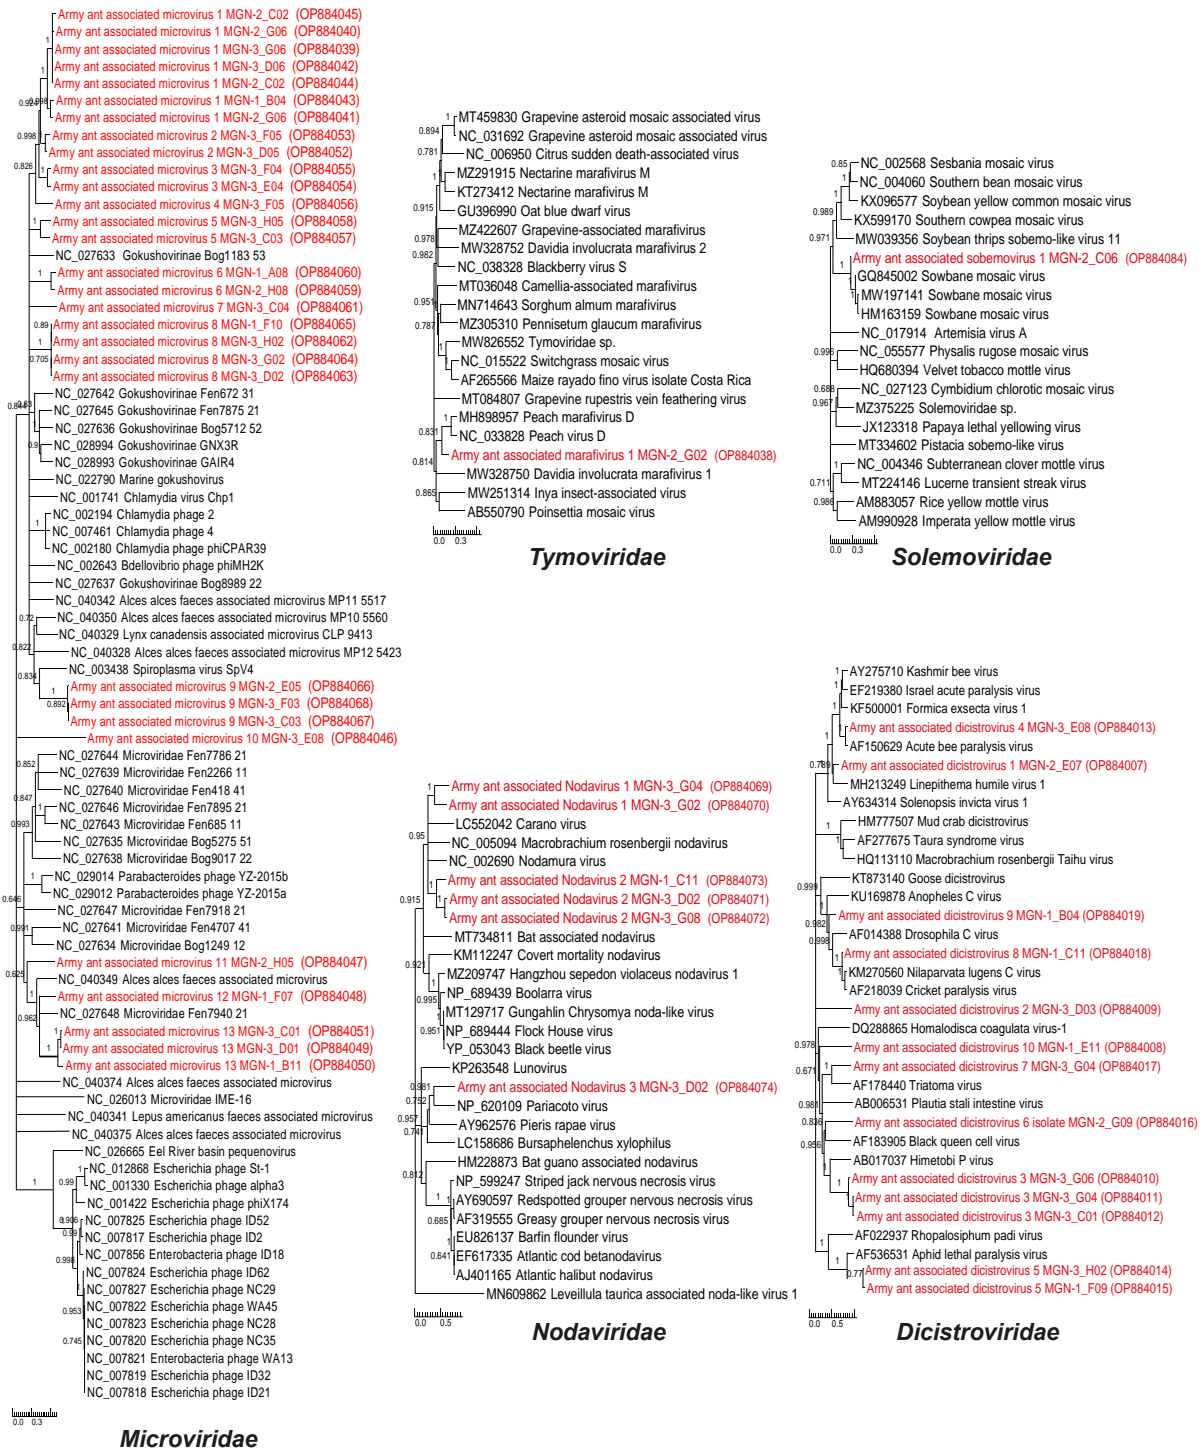 Army ant associated microvirus 1 MGN-2_C02 (OP884045)
Army ant associated microvirus 1 MGN-2_G06 (OP884040)
Army ant associated microvirus 1 MGN-3_G06 (OP884039)
Army ant associated microvirus 1 MGN-3_D06 (OP884042)
Army ant associated microvirus 1 MGN-2_C02 (OP884044)
Army ant associated microvirus 1 MGN-1_B04 (OP884043)
Army ant associated microvirus 1 MGN-2_G06 (OP884041)
Army ant associated microvirus 2 MGN-3_F05 (OP884053)
Army ant associated microvirus 2 MGN-3_D05 (OP884052)
Army ant associated microvirus 3 MGN-3_F04 (OP884055)
Army ant associated microvirus 3 MGN-3_E04 (OP884054)
Army ant associated microvirus 4 MGN-3_F05 (OP884056)
Army ant associated microvirus 5 MGN-3_H05 (OP884058)
Army ant associated microvirus 5 MGN-3_C03 (OP884057)
NC_027633 Gokushovirinae Bog1183 53
Army ant associated microvirus 6 MGN-1_A08 (OP884060)
Army ant associated microvirus 6 MGN-2_H08 (OP884059)
Army ant associated microvirus 7 MGN-3_C04 (OP884061)
Army ant associated microvirus 8 MGN-1_F10 (OP884065)
Army ant associated microvirus 8 MGN-3_H02 (OP884062)
Army ant associated microvirus 8 MGN-3_G02 (OP884064)
Army ant associated microvirus 8 MGN-3_D02 (OP884063)
NC_027642 Gokushovirinae Fen672 31
NC_027645 Gokushovirinae Fen7875 21
NC_027636 Gokushovirinae Bog5712 52
NC_028994 Gokushovirinae GNX3R
NC_028993 Gokushovirinae GAIR4
NC_022790 Marine gokushovirus
NC_001741 Chlamydia virus Chp1
NC_002194 Chlamydia phage 2
NC_007461 Chlamydia phage 4
NC_002180 Chlamydia phage phiCPAR39
NC_002643 Bdellovibrio phage phiMH2K
NC_027637 Gokushovirinae Bog8989 22
NC_040342 Alces alces faeces associated microvirus MP11 5517
NC_040350 Alces alces faeces associated microvirus MP10 5560
NC_040329 Lynx canadensis associated microvirus CLP 9413
NC_040328 Alces alces faeces associated microvirus MP12 5423
NC_003438 Spiroplasma virus SpV4
Army ant associated microvirus 9 MGN-2_E05 (OP884066)
Army ant associated microvirus 9 MGN-3_F03 (OP884068)
Army ant associated microvirus 9 MGN-3_C03 (OP884067)
Army ant associated microvirus 10 MGN-3_E08 (OP884046)
NC_027644 Microviridae Fen7786 21
NC_027639 Microviridae Fen2266 11
NC_027640 Microviridae Fen418 41
NC_027646 Microviridae Fen7895 21
NC_027643 Microviridae Fen685 11
NC_027635 Microviridae Bog5275 51
NC_027638 Microviridae Bog9017 22
NC_029014 Parabacteroides phage YZ-2015b
NC_029012 Parabacteroides phage YZ-2015a
NC_027647 Microviridae Fen7918 21
NC_027641 Microviridae Fen4707 41
NC_027634 Microviridae Bog1249 12
Army ant associated microvirus 11 MGN-2_H05 (OP884047)
NC_040349 Alces alces faeces associated microvirus
Army ant associated microvirus 12 MGN-1_F07 (OP884048)
NC_027648 Microviridae Fen7940 21
Army ant associated microvirus 13 MGN-3_C01 (OP884051)
Army ant associated microvirus 13 MGN-3_D01 (OP884049)
Army ant associated microvirus 13 MGN-1_B11 (OP884050)
NC_040374 Alces alces faeces associated microvirus
NC_026013 Microviridae IME-16
NC_040341 Lepus americanus faeces associated microvirus
NC_040375 Alces alces faeces associated microvirus
NC_026665 Eel River basin pequenovirus
NC_012868 Escherichia phage St-1
NC_001330 Escherichia phage alpha3
NC_001422 Escherichia phage phiX174
NC_007825 Escherichia phage ID52
NC_007817 Escherichia phage ID2
NC_007856 Enterobacteria phage ID18
NC_007824 Escherichia phage ID62
NC_007827 Escherichia phage NC29
NC_007822 Escherichia phage WA45
NC_007823 Escherichia phage NC28
NC_007820 Escherichia phage NC35
NC_007821 Enterobacteria phage WA13
NC_007819 Escherichia phage ID32
NC_007818 Escherichia phage ID21
0.0 0.3
Microviridae
MT459830 Grapevine asteroid mosaic associated virus
NC_031692 Grapevine asteroid mosaic associated virus
NC_006950 Citrus sudden death-associated virus
MZ291915 Nectarine marafivirus M
KT273412 Nectarine marafivirus M
GU396990 Oat blue dwarf virus
MZ422607 Grapevine-associated marafivirus
MW328752 Davidia involucrata marafivirus 2
NC_038328 Blackberry virus S
MT036048 Camellia-associated marafivirus
MN714643 Sorghum almum marafivirus
MZ305310 Pennisetum glaucum marafivirus
MW826552 Tymoviridae sp.
NC_015522 Switchgrass mosaic virus
AF265566 Maize rayado fino virus isolate Costa Rica
MT084807 Grapevine rupestris vein feathering virus
MH898957 Peach marafivirus D
NC_033828 Peach virus D
Army ant associated marafivirus 1 MGN-2_G02 (OP884038)
MW328750 Davidia involucrata marafivirus 1
MW251314 Inya insect-associated virus
AB550790 Poinsettia mosaic virus
0.0 0.3
Tymoviridae
NC_002568 Sesbania mosaic virus
NC_004060 Southern bean mosaic virus
KX096577 Soybean yellow common mosaic virus
KX599170 Southern cowpea mosaic virus
MW039356 Soybean thrips sobemo-like virus 11
Army ant associated sobemovirus 1 MGN-2_C06 (OP884084)
GQ845002 Sowbane mosaic virus
MW197141 Sowbane mosaic virus
HM163159 Sowbane mosaic virus
NC_017914 Artemisia virus A
NC_055577 Physalis rugose mosaic virus
HQ680394 Velvet tobacco mottle virus
NC_027123 Cymbidium chlorotic mosaic virus
MZ375225 Solemoviridae sp.
JX123318 Papaya lethal yellowing virus
MT334602 Pistacia sobemo-like virus
NC_004346 Subterranean clover mottle virus
MT224146 Lucerne transient streak virus
AM883057 Rice yellow mottle virus
AM990928 Imperata yellow mottle virus
0.0 0.3
Solemoviridae
Army ant associated Nodavirus 1 MGN-3_G04 (OP884069)
Army ant associated Nodavirus 1 MGN-3_G02 (OP884070)
LC552042 Carano virus
NC_005094 Macrobrachium rosenbergii nodavirus
NC_002690 Nodamura virus
Army ant associated Nodavirus 2 MGN-1_C11 (OP884073)
Army ant associated Nodavirus 2 MGN-3_D02 (OP884071)
Army ant associated Nodavirus 2 MGN-3_G08 (OP884072)
MT734811 Bat associated nodavirus
KM112247 Covert mortality nodavirus
MZ209747 Hangzhou sepedon violaceus nodavirus 1
NP_689439 Boolarra virus
MT129717 Gungahlin Chrysomya noda-like virus
NP_689444 Flock House virus
YP_053043 Black beetle virus
KP263548 Lunovirus
Army ant associated Nodavirus 3 MGN-3_D02 (OP884074)
NP_620109 Pariacoto virus
AY962576 Pieris rapae virus
LC158686 Bursaphelenchus xylophilus
HM228873 Bat guano associated nodavirus
NP_599247 Striped jack nervous necrosis virus
AY690597 Redspotted grouper nervous necrosis virus
AF319555 Greasy grouper nervous necrosis virus
EU826137 Barfin flounder virus
EF617335 Atlantic cod betanodavirus
AJ401165 Atlantic halibut nodavirus
MN609862 Leveillula taurica associated noda-like virus 1
0.0 0.5
Nodaviridae
AY275710 Kashmir bee virus
EF219380 Israel acute paralysis virus
KF500001 Formica exsecta virus 1
Army ant associated dicistrovirus 4 MGN-3_E08 (OP884013)
AF150629 Acute bee paralysis virus
Army ant associated dicistrovirus 1 MGN-2_E07 (OP884007)
MH213249 Linepithema humile virus 1
AY634314 Solenopsis invicta virus 1
HM777507 Mud crab dicistrovirus
AF277675 Taura syndrome virus
HQ113110 Macrobrachium rosenbergii Taihu virus
KT873140 Goose dicistrovirus
KU169878 Anopheles C virus
Army ant associated dicistrovirus 9 MGN-1_B04 (OP884019)
AF014388 Drosophila C virus
Army ant associated dicistrovirus 8 MGN-1_C11 (OP884018)
KM270560 Nilaparvata lugens C virus
AF218039 Cricket paralysis virus
Army ant associated dicistrovirus 2 MGN-3_D03 (OP884009)
DQ288865 Homalodisca coagulata virus-1
Army ant associated dicistrovirus 10 MGN-1_E11 (OP884008)
Army ant associated dicistrovirus 7 MGN-3_G04 (OP884017)
AF178440 Triatoma virus
AB006531 Plautia stali intestine virus
Army ant associated dicistrovirus 6 isolate MGN-2_G09 (OP884016)
AF183905 Black queen cell virus
AB017037 Himetobi P virus
Army ant associated dicistrovirus 3 MGN-3_G06 (OP884010)
Army ant associated dicistrovirus 3 MGN-3_G04 (OP884011)
Army ant associated dicistrovirus 3 MGN-3_C01 (OP884012)
AF022937 Rhopalosiphum padi virus
AF536531 Aphid lethal paralysis virus
Army ant associated dicistrovirus 5 MGN-3_H02 (OP884014)
Army ant associated dicistrovirus 5 MGN-1_F09 (OP884015)
0.0 0.5
Dicistroviridae